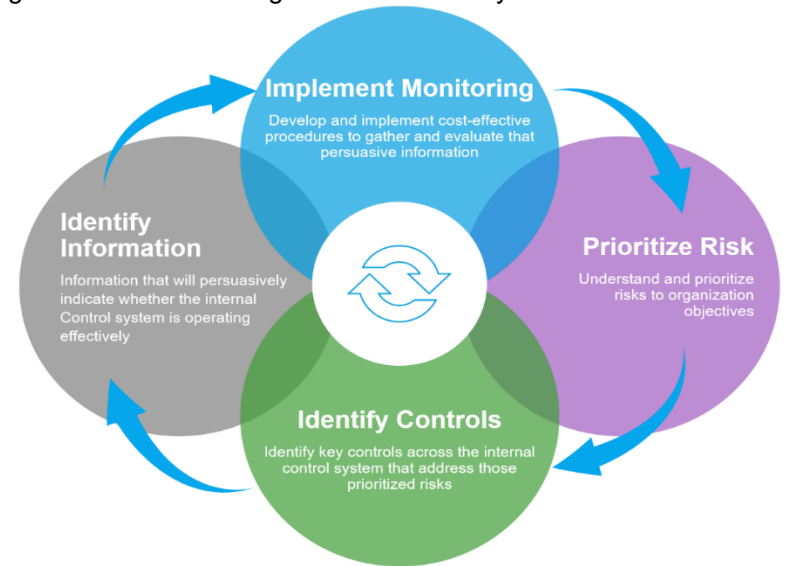 Implement Monitoring
Develop and implement cost-effective
procedures to gather and evaluate that
persuasive information
Identify
Information
Information that will persuasively
indicate whether the internal
Control system is operating
effectively
Prioritize Risk
Understand and prioritize
risks to organization
objectives
Identify Controls
Identify key controls across the internal
control system that address those
prioritized risks